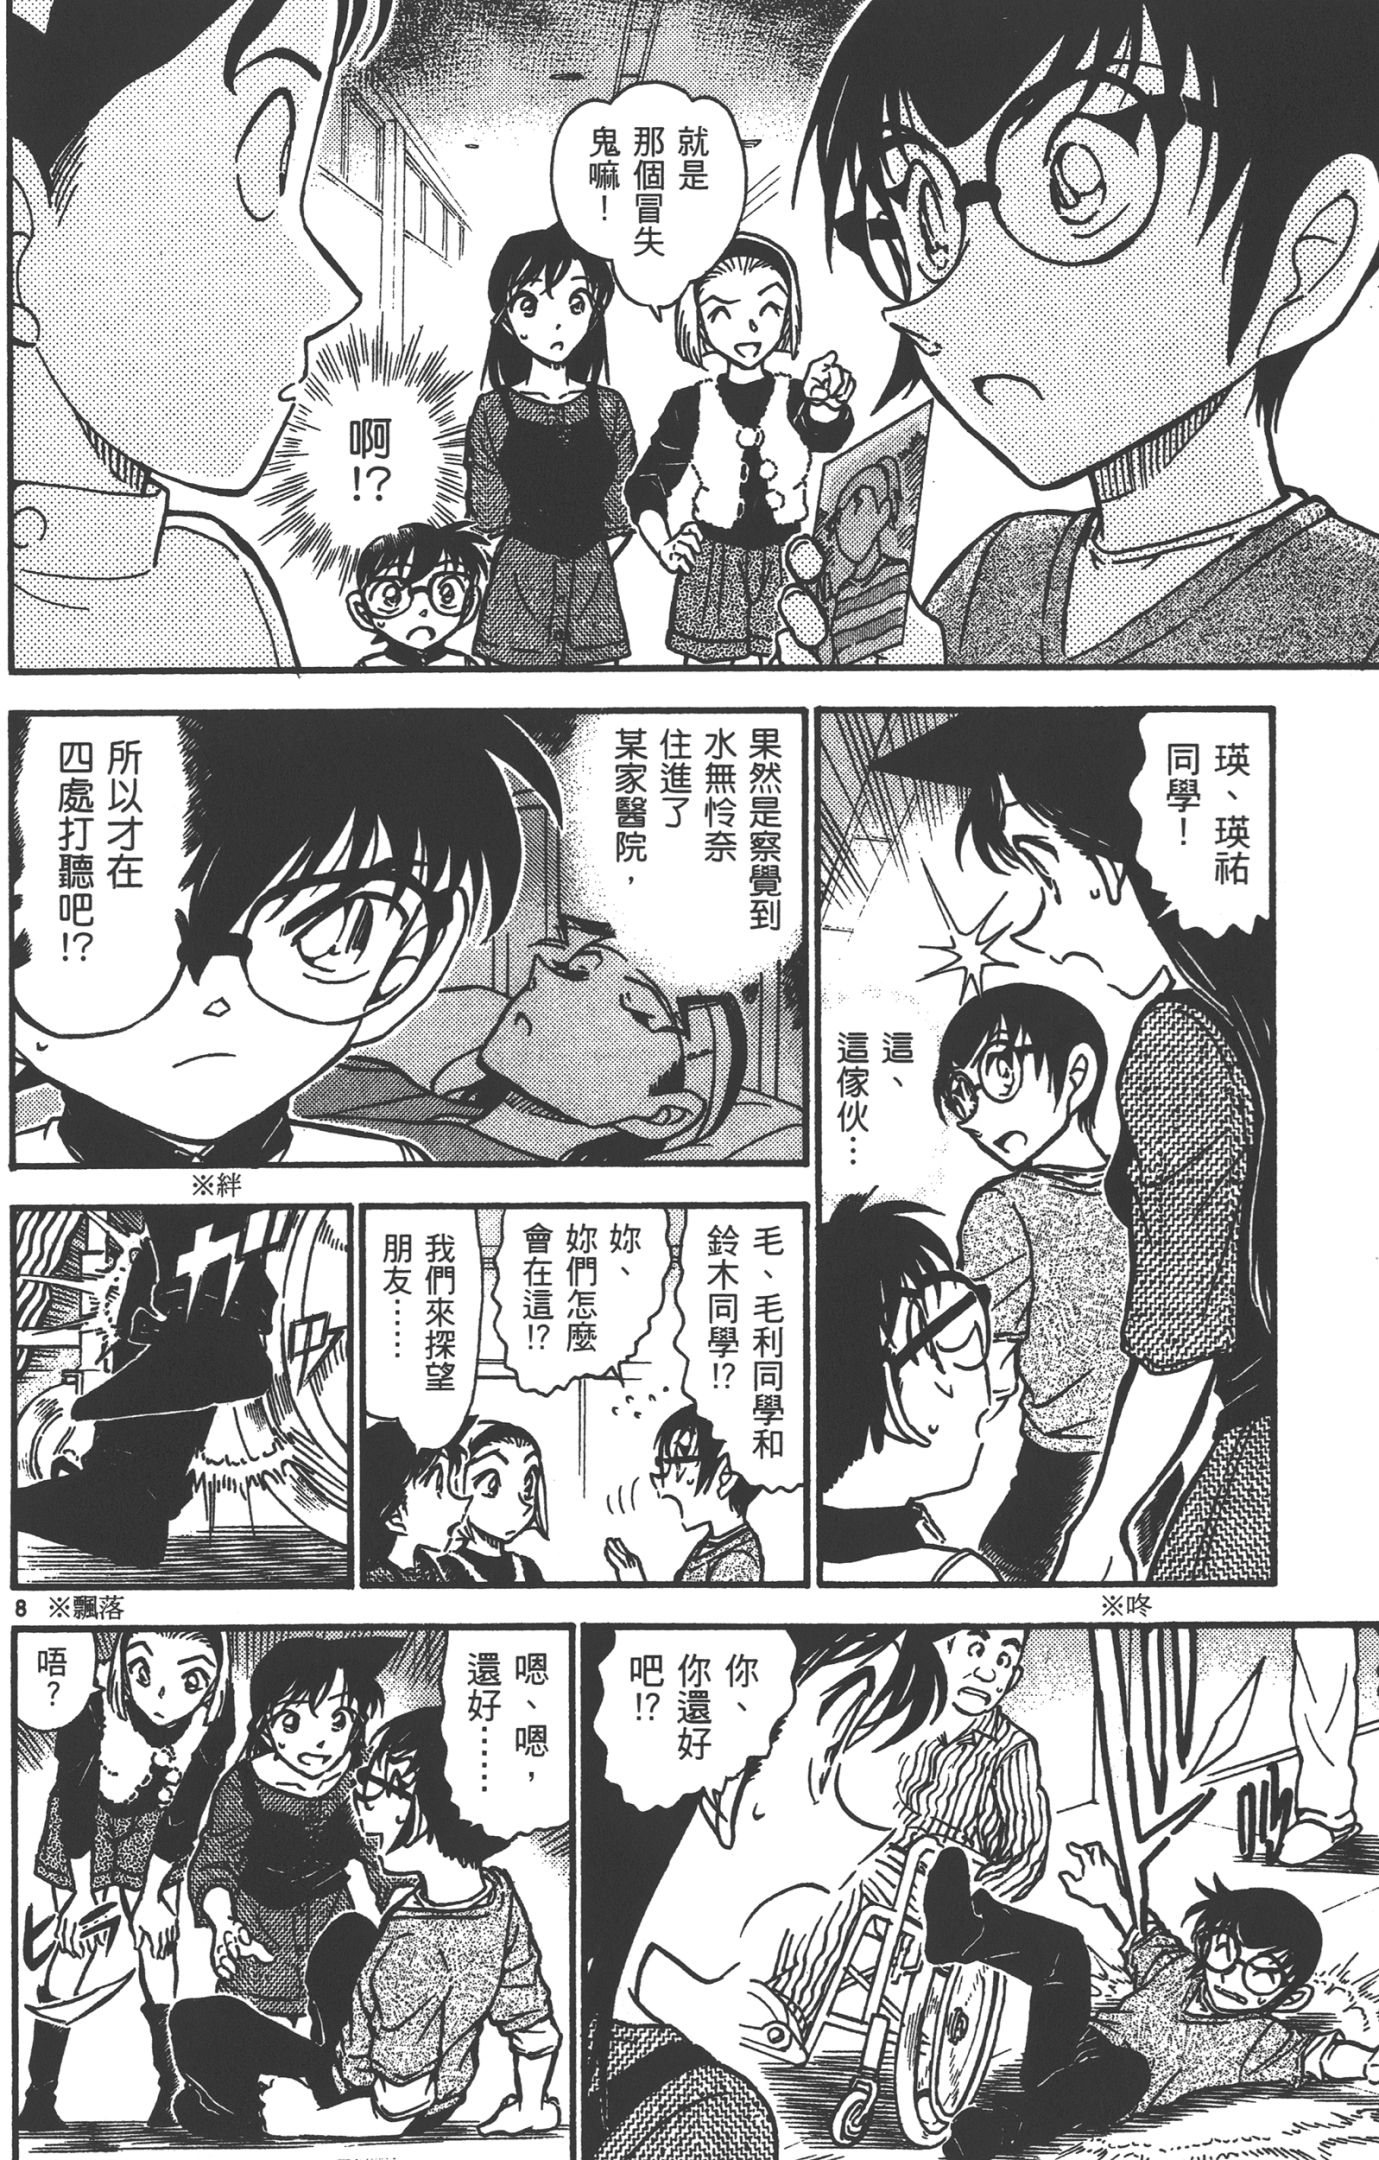 就是
那個冒失
鬼嘛！
啊
!?
瑛、瑛祐
同學！
這、
這傢伙…
果然是察覺到
水無怜奈
住進了
某家醫院，
所以才在
四處打聽吧!?
毛、毛利同學和
鈴木同學!?
妳、
妳們怎麼
會在這!?
我們來探望
朋友……
※絆
※咚
你、
你還好
吧!?
嗯、嗯，
還好……
唔？
※飄落
8